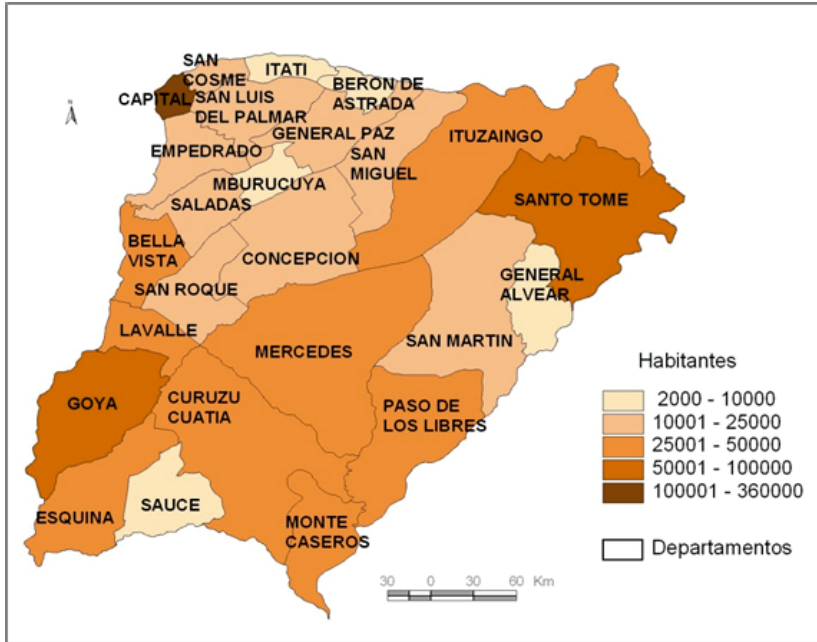 SAN
COSME
ITATI
BERON DE
ASTRADA
CAPITAL
SAN LUIS
DEL PALMAR
GENERAL PAZ
ITUZAINGO
N
EMPEDRADO
SAN
MIGUEL
MBURUCUYA
SALADAS
SANTO TOME
BELLA
VISTA
CONCEPCION
GENERAL
ALVEAR
SAN ROQUE
LAVALLE
MERCEDES
SAN MARTIN
GOYA
CURUZU
CUATIA
PASO DE
LOS LIBRES
SAUCE
ESQUINA
MONTE
CASEROS
Habitantes
2000 - 10000
10001 - 25000
25001 - 50000
50001 - 100000
100001 - 360000
Departamentos
30 0 30 60 Km